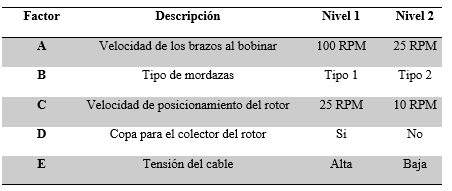 Factor Descripción Nivel 1 Nivel 2
A Velocidad de los brazos al bobinar 100 RPM 25 RPM
B Tipo de mordazas Tipo 1 Tipo 2
C Velocidad de posicionamiento del rotor 25 RPM 10 RPM
D Copa para el colector del rotor Si No
E Tensión del cable Alta Baja